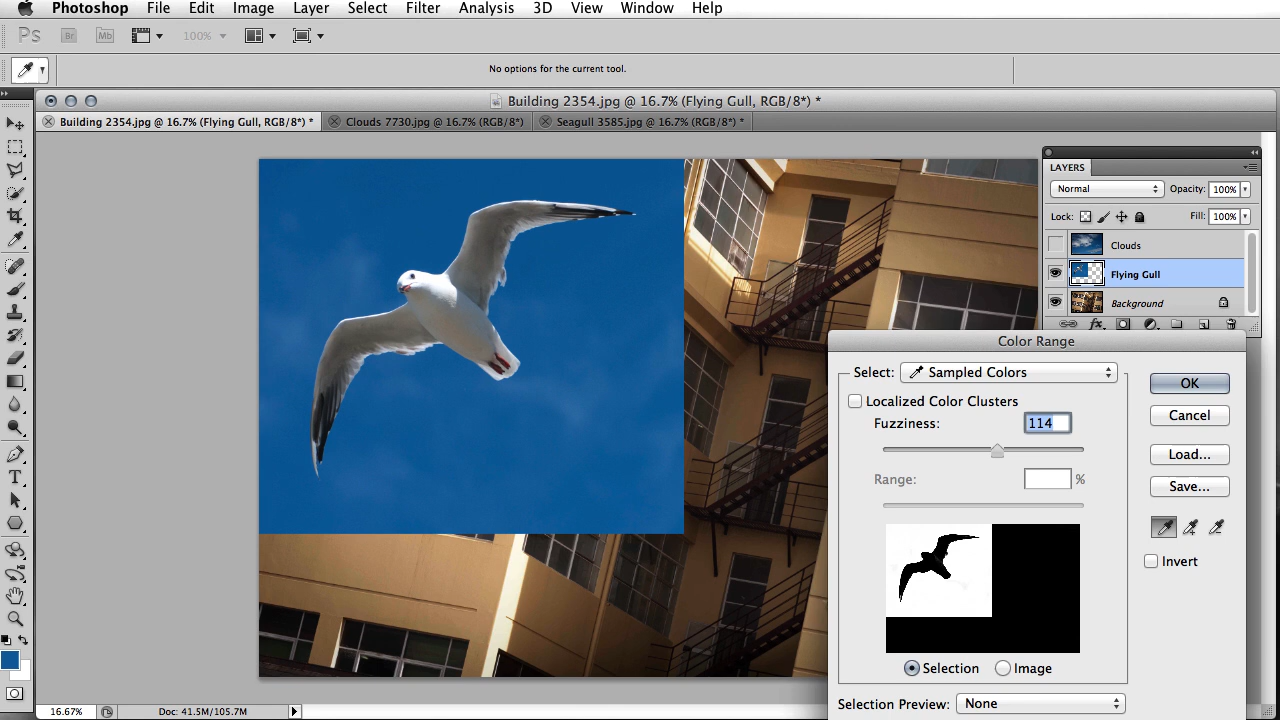 Photoshop File Edit Image Layer Select Filter Analysis 3D View Window Help
Ps Br Mb 100%
No options for the current tool.
Building 2354.jpg @ 16.7% (Flying Gull, RGB/8*) *
Building 2354.jpg @ 16.7% (Flying Gull, RGB/8*) *
Clouds 7730.jpg @ 16.7% (RGB/8*)
Seagull 3585.jpg @ 16.7% (RGB/8*) *
LAYERS
Normal Opacity: 100%
Lock: Fill: 100%
Clouds
Flying Gull
Background
fx
Color Range
Select: Sampled Colors
OK
Localized Color Clusters
Cancel
Fuzziness: 114
Load...
Range: %
Save...
Invert
Selection Image
Selection Preview: None
T
16.67% Doc: 41.5M/105.7M